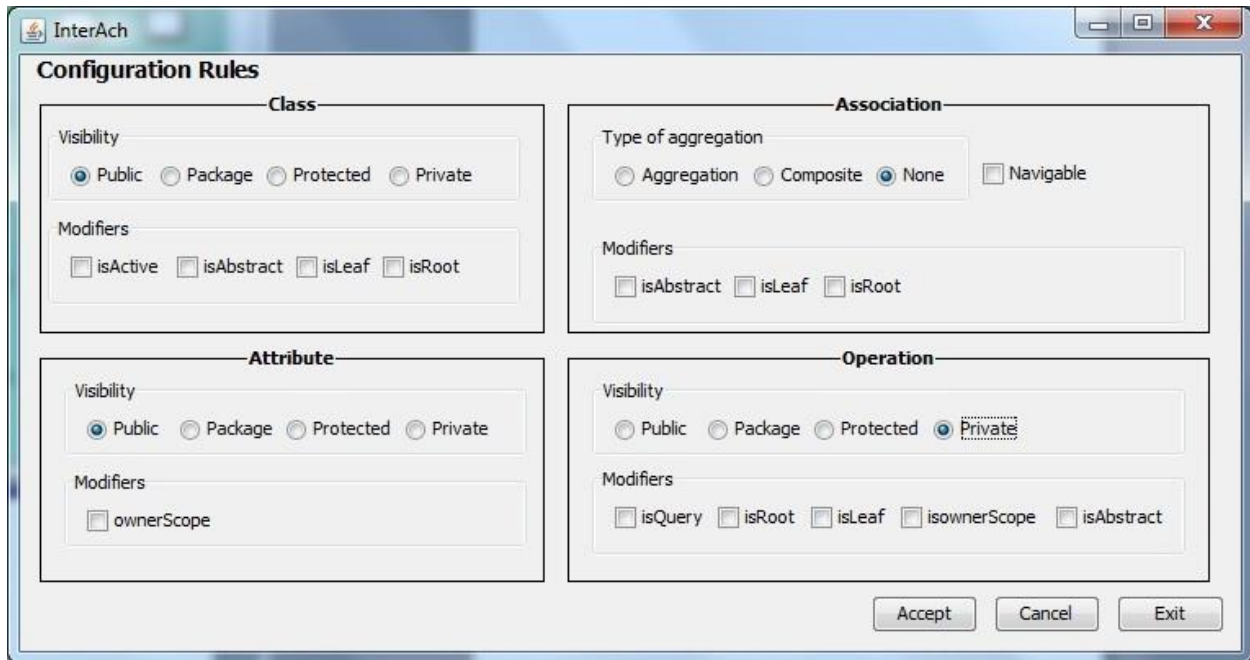 InterAch
Configuration Rules
Class
Visibility
Public Package Protected Private
Modifiers
isActive isAbstract isLeaf isRoot
Association
Type of aggregation
Aggregation Composite None Navigable
Modifiers
isAbstract isLeaf isRoot
Attribute
Visibility
Public Package Protected Private
Modifiers
ownerScope
Operation
Visibility
Public Package Protected Private
Modifiers
isQuery isRoot isLeaf isownerScope isAbstract
Accept Cancel Exit